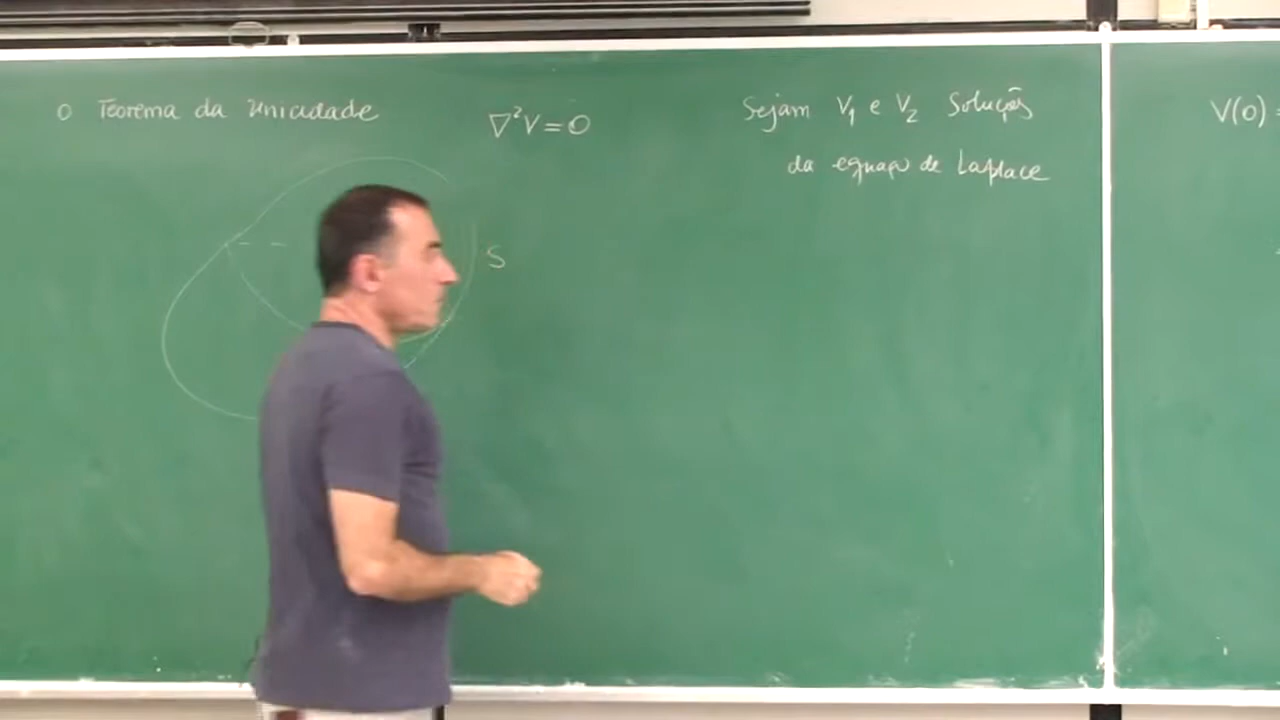 O Teorema da Unicidade
∇²V = 0
Sejam V₁ e V₂ Soluções
da equação de Laplace
S
V(0) =